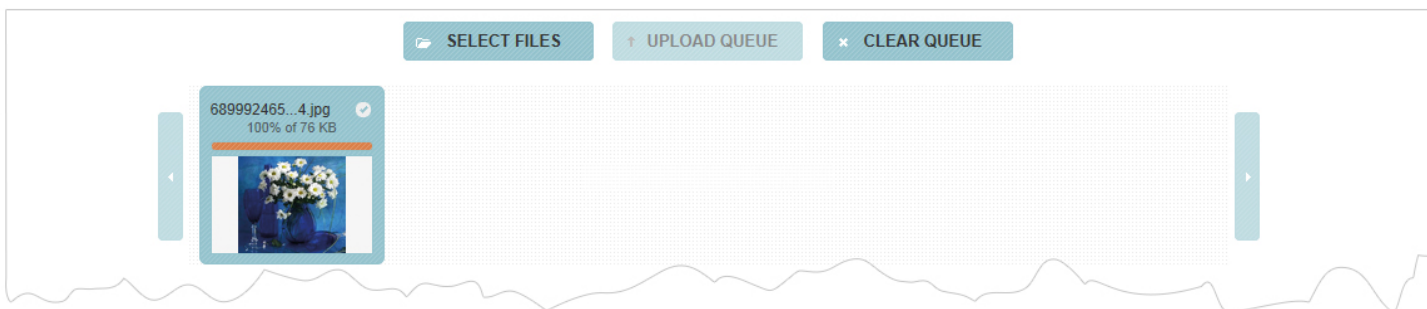 SELECT FILES
UPLOAD QUEUE
CLEAR QUEUE
689992465...4.jpg
100% of 76 KB